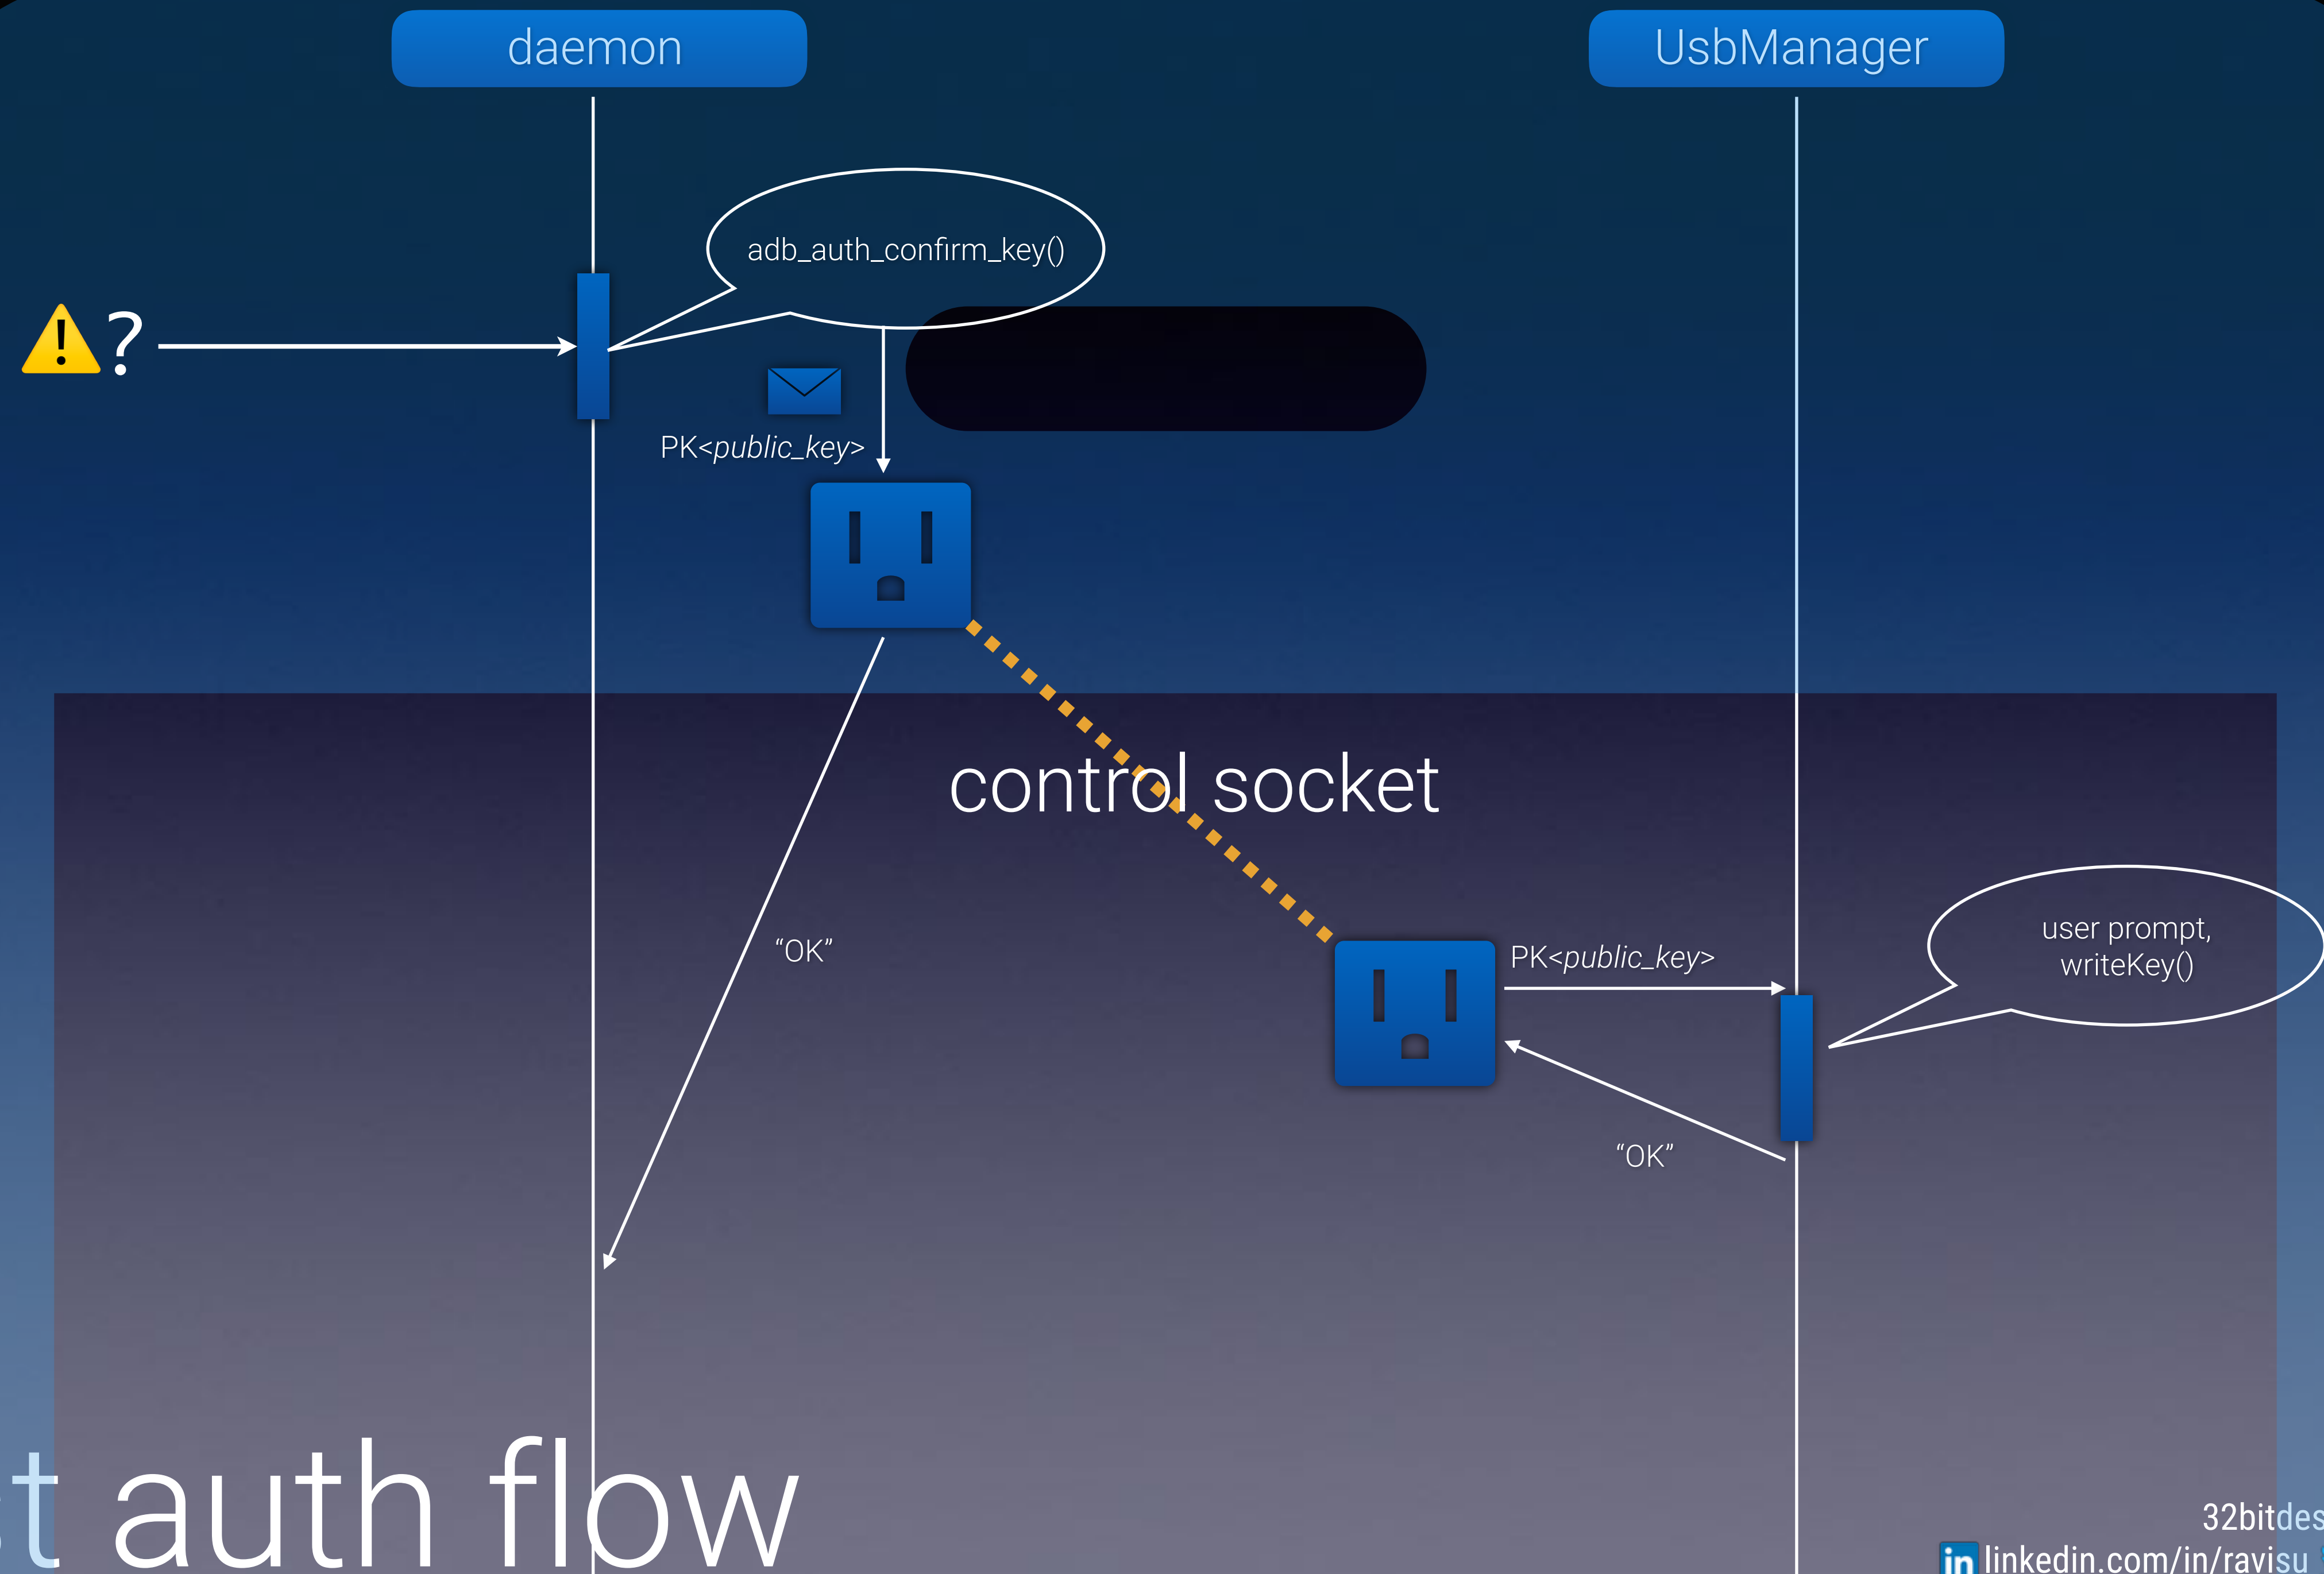 daemon
UsbManager
adb_auth_confirm_key()
?
PK<public_key>
control socket
“OK”
PK<public_key>
user prompt,
writeKey()
“OK”
auth flow
linkedin.com/in/ravisu